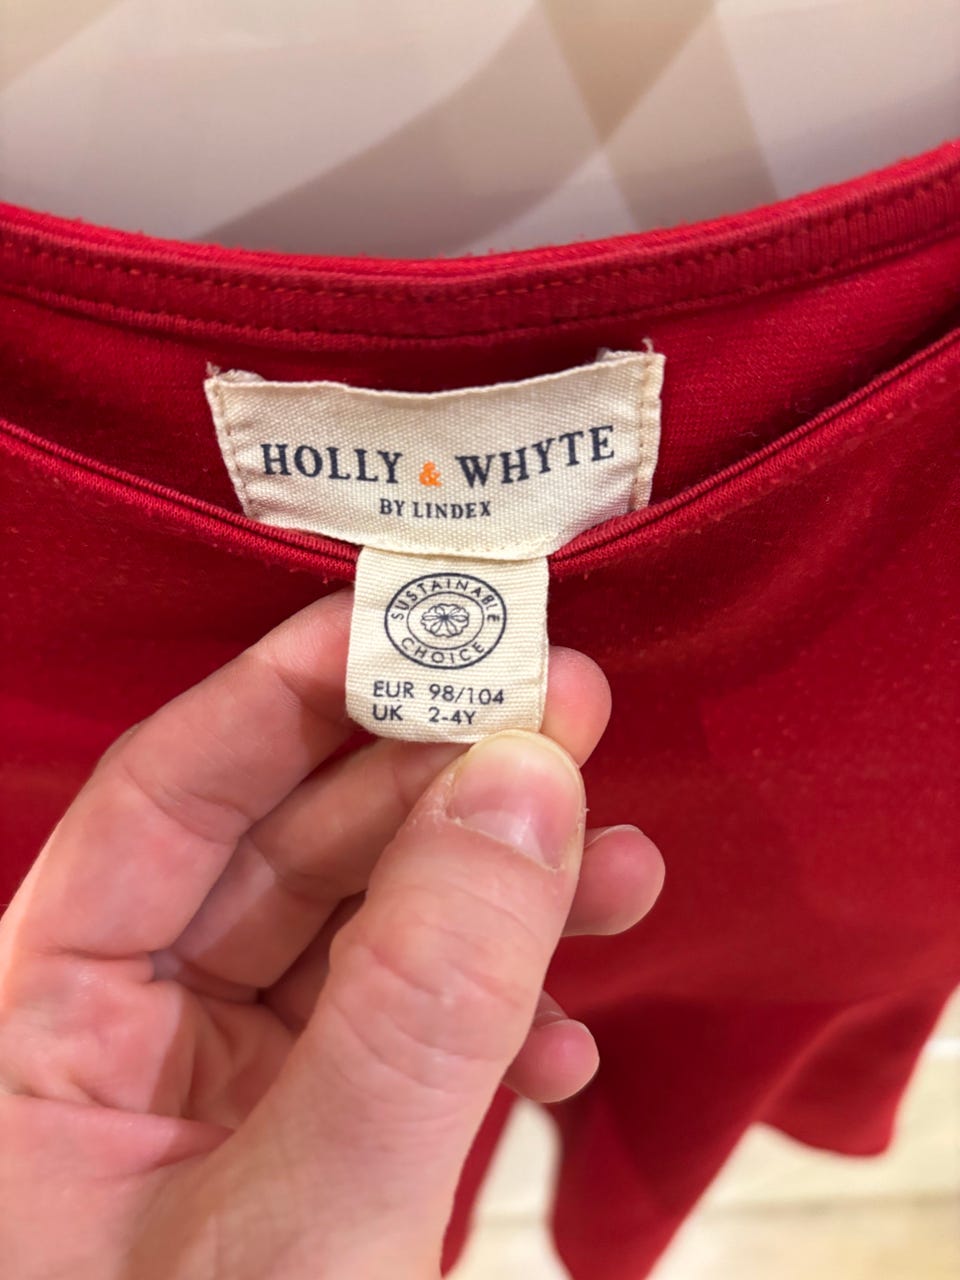 HOLLY & WHYTE
BY LINDEX
SUSTAINABLE
CHOICE
EUR 98/104
UK 2-4Y